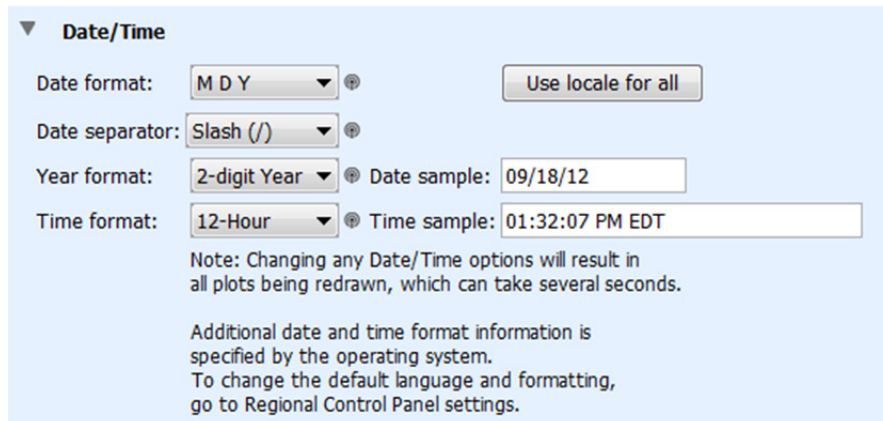 Date/Time
Date format: M D Y Use locale for all
Date separator: Slash (/)
Year format: 2-digit Year Date sample: 09/18/12
Time format: 12-Hour Time sample: 01:32:07 PM EDT
Note: Changing any Date/Time options will result in
all plots being redrawn, which can take several seconds.
Additional date and time format information is
specified by the operating system.
To change the default language and formatting,
go to Regional Control Panel settings.